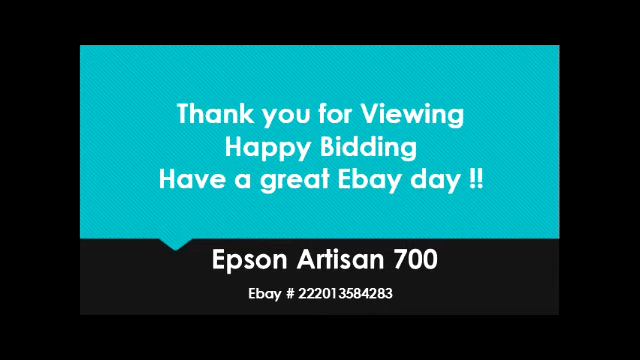 Thank you for Viewing
Happy Bidding
Have a great Ebay day !!
Epson Artisan 700
Ebay # 222013584283